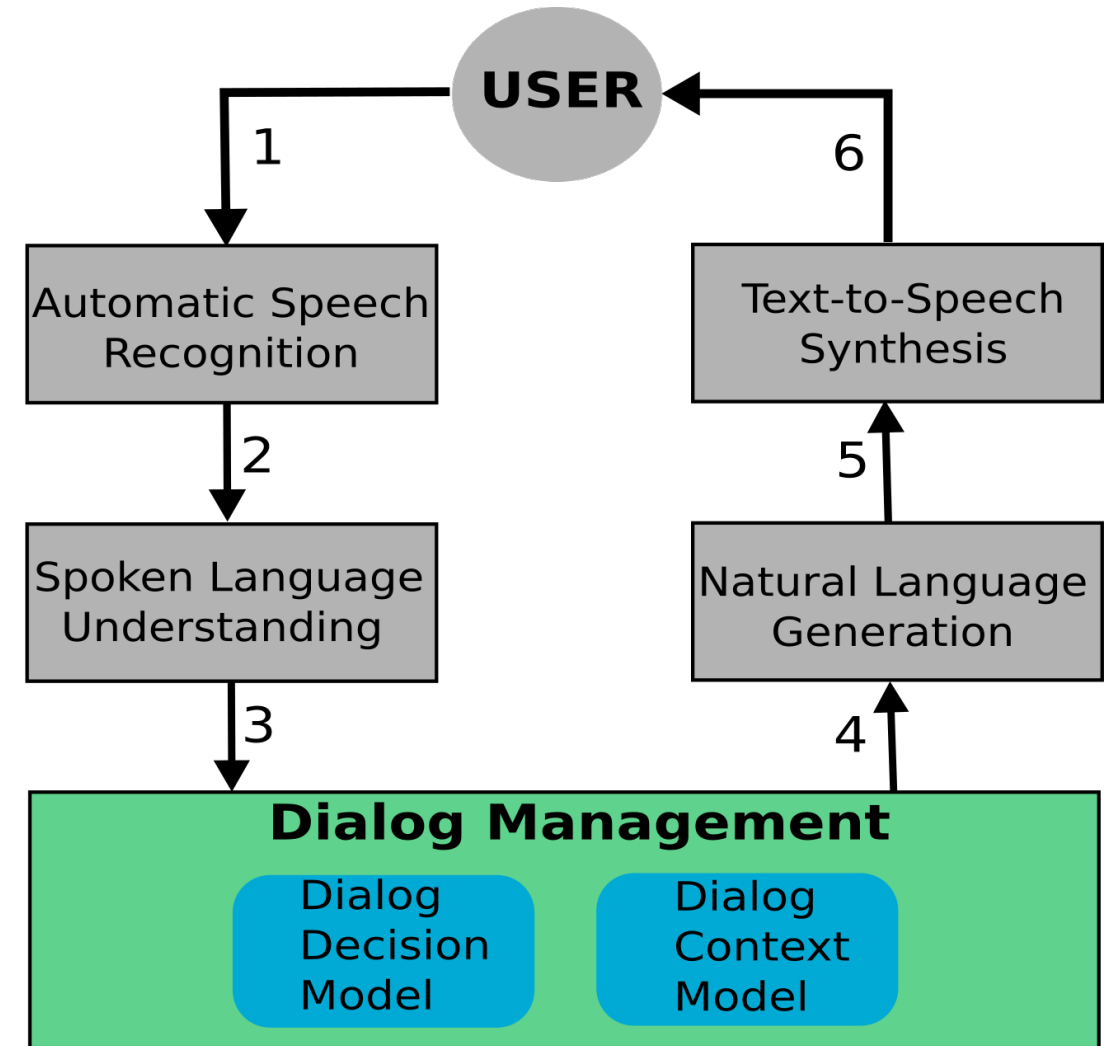 USER
1
6
Automatic Speech
Recognition
Text-to-Speech
Synthesis
2
5
Spoken Language
Understanding
Natural Language
Generation
3
4
Dialog Management
Dialog
Decision
Model
Dialog
Context
Model